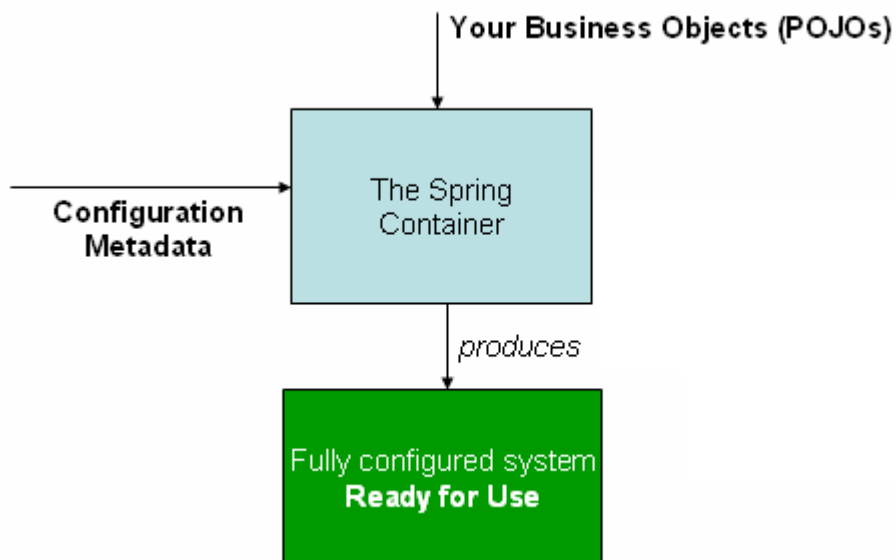 Your Business Objects (POJOs)
The Spring
Container
Configuration
Metadata
produces
Fully configured system
Ready for Use